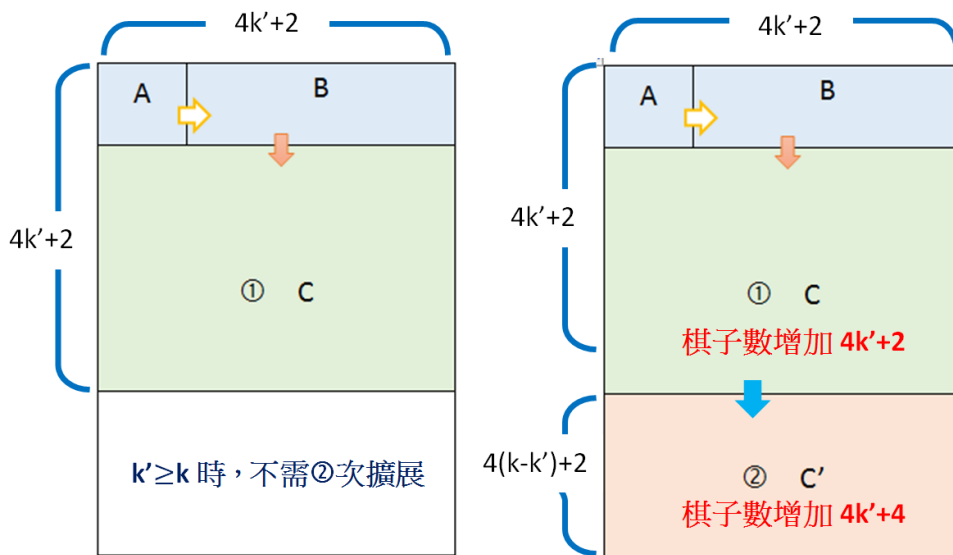 4k’+2
A
B
4k’+2
① C
k’≥k 時，不需②次擴展
4k’+2
A
B
4k’+2
① C
棋子數增加 4k’+2
4(k-k’)+2
② C’
棋子數增加 4k’+4